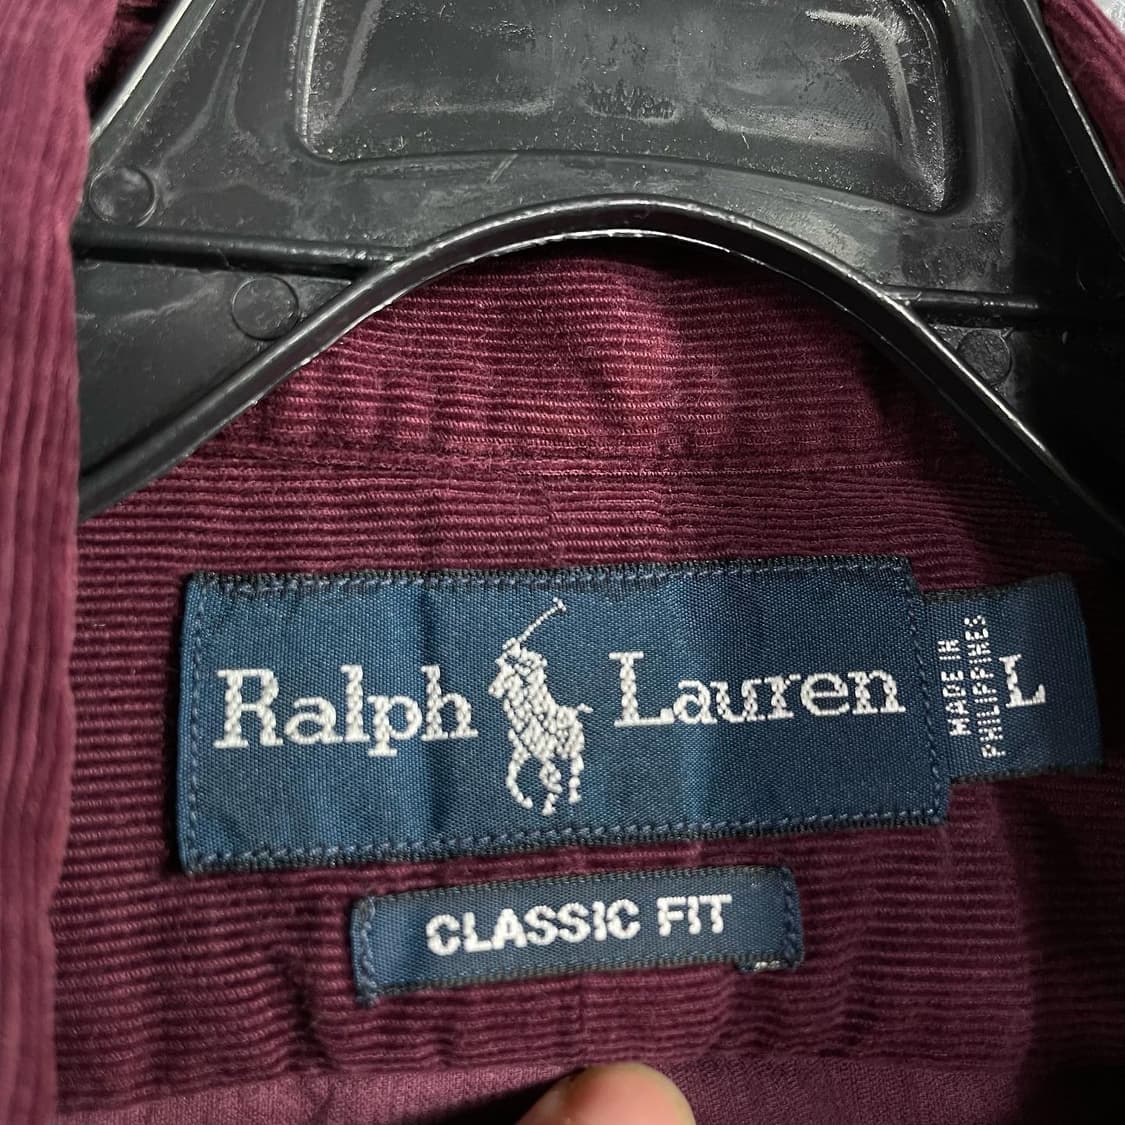 Ralph Lauren
MADE IN
PHILIPPINES
L
CLASSIC FIT